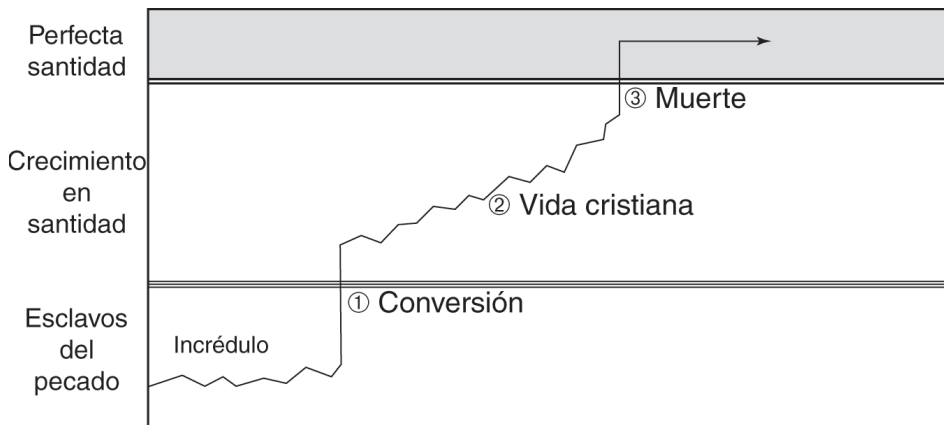 Perfecta
santidad
③ Muerte
Crecimiento
en
santidad
② Vida cristiana
① Conversión
Esclavos
del
pecado
Incrédulo